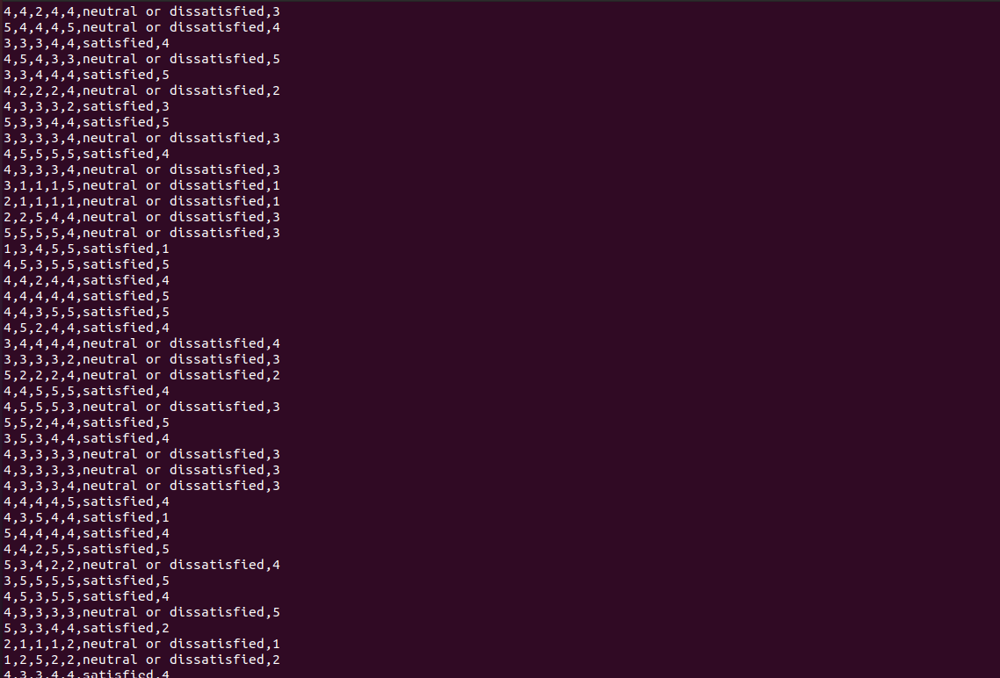 4,4,2,4,4,neutral or dissatisfied,3
5,4,4,4,5,neutral or dissatisfied,4
3,3,3,4,4,satisfied,4
4,5,4,3,3,neutral or dissatisfied,5
3,3,4,4,4,satisfied,5
4,2,2,2,4,neutral or dissatisfied,2
4,3,3,3,2,satisfied,3
5,3,3,4,4,satisfied,5
3,3,3,3,4,neutral or dissatisfied,3
4,5,5,5,5,satisfied,4
4,3,3,3,4,neutral or dissatisfied,3
3,1,1,1,5,neutral or dissatisfied,1
2,1,1,1,1,neutral or dissatisfied,1
2,2,5,4,4,neutral or dissatisfied,3
5,5,5,5,4,neutral or dissatisfied,3
1,3,4,5,5,satisfied,1
4,5,3,5,5,satisfied,5
4,4,2,4,4,satisfied,4
4,4,4,4,4,satisfied,5
4,4,3,5,5,satisfied,5
4,5,2,4,4,satisfied,4
3,4,4,4,4,neutral or dissatisfied,4
3,3,3,3,2,neutral or dissatisfied,3
5,2,2,2,4,neutral or dissatisfied,2
4,4,5,5,5,satisfied,4
4,5,5,5,3,neutral or dissatisfied,3
5,5,2,4,4,satisfied,5
3,5,3,4,4,satisfied,4
4,3,3,3,3,neutral or dissatisfied,3
4,3,3,3,3,neutral or dissatisfied,3
4,3,3,3,4,neutral or dissatisfied,3
4,4,4,4,5,satisfied,4
4,3,5,4,4,satisfied,1
5,4,4,4,4,satisfied,4
4,4,2,5,5,satisfied,5
5,3,4,2,2,neutral or dissatisfied,4
3,5,5,5,5,satisfied,5
4,5,3,5,5,satisfied,4
4,3,3,3,3,neutral or dissatisfied,5
5,3,3,4,4,satisfied,2
2,1,1,1,2,neutral or dissatisfied,1
1,2,5,2,2,neutral or dissatisfied,2
4,3,3,4,4,satisfied,4